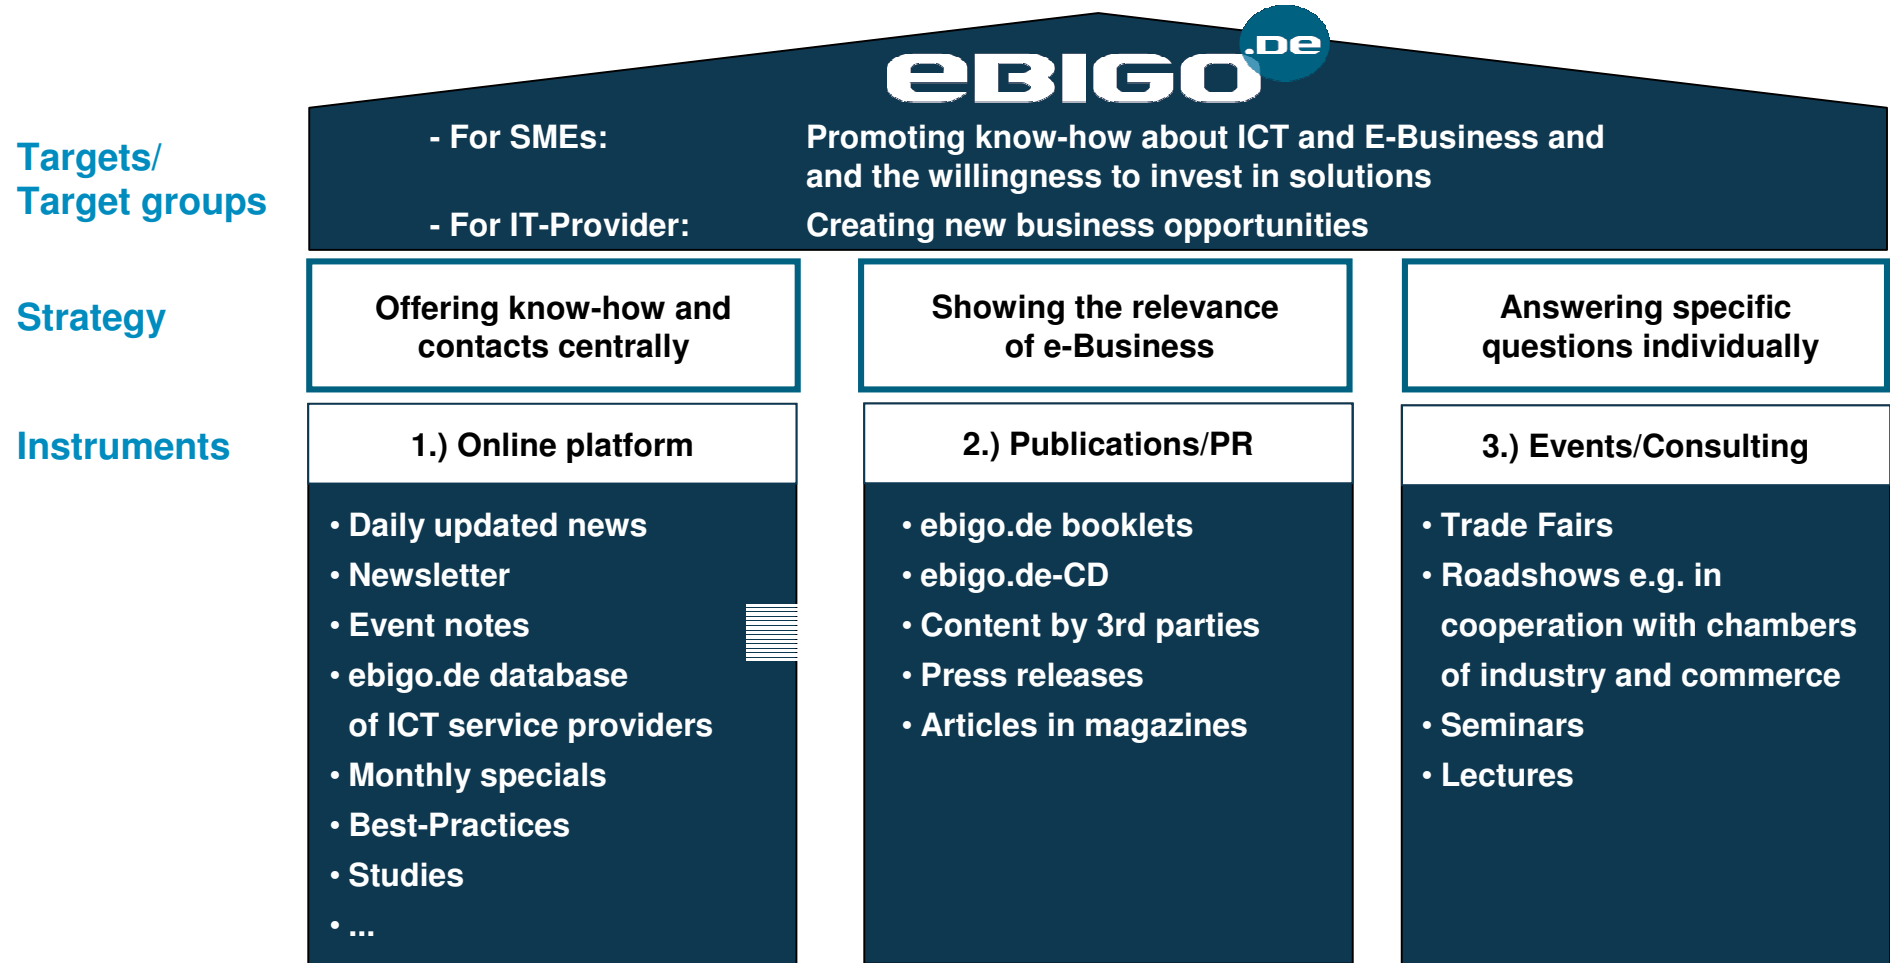 eBIGO.De
Targets/
Target groups
- For SMEs: Promoting know-how about ICT and E-Business and
and the willingness to invest in solutions
- For IT-Provider: Creating new business opportunities
Strategy
Offering know-how and
contacts centrally
Showing the relevance
of e-Business
Answering specific
questions individually
Instruments
1.) Online platform
• Daily updated news
• Newsletter
• Event notes
• ebigo.de database
of ICT service providers
• Monthly specials
• Best-Practices
• Studies
• ...
2.) Publications/PR
• ebigo.de booklets
• ebigo.de-CD
• Content by 3rd parties
• Press releases
• Articles in magazines
3.) Events/Consulting
• Trade Fairs
• Roadshows e.g. in
cooperation with chambers
of industry and commerce
• Seminars
• Lectures